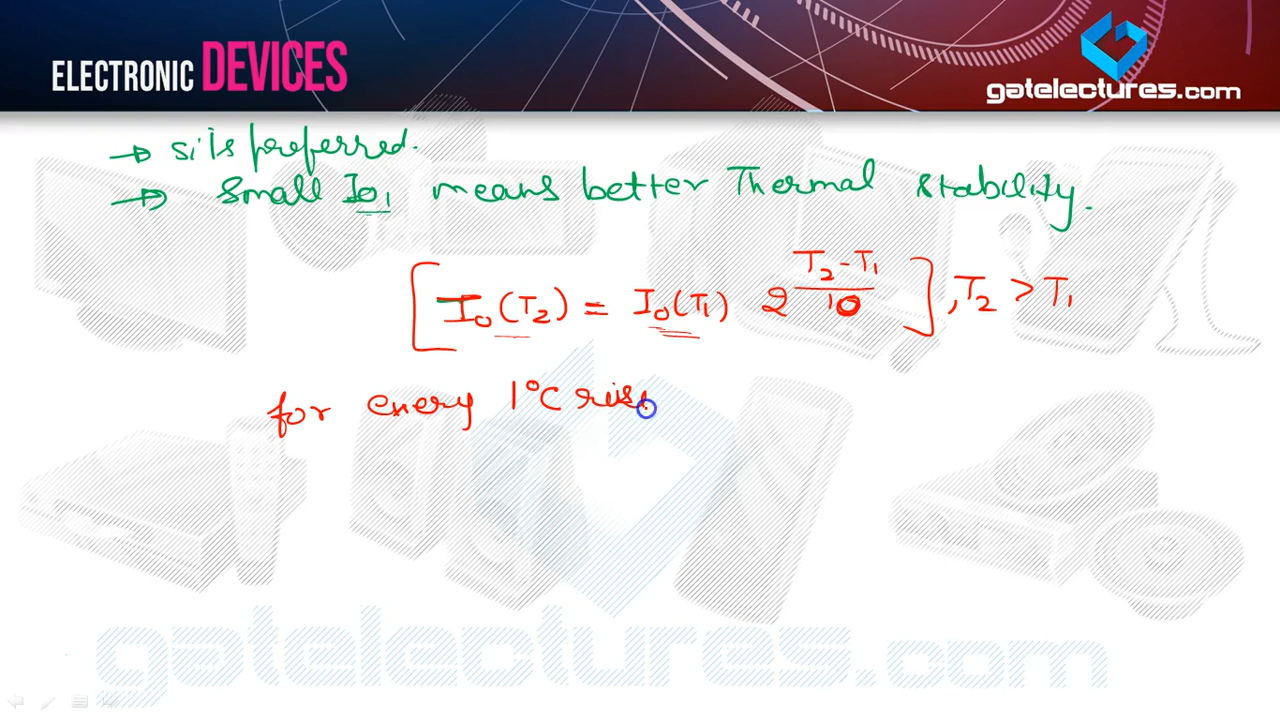 ELECTRONIC DEVICES
gatelectures.com
→ Si is preferred.
→ Small Io1 means better Thermal Stability.
[I₀(T₂) = I₀(T₁) 2^((T₂-T₁)/10)], T₂ > T₁
for every 1°C rise
gatelectures.com